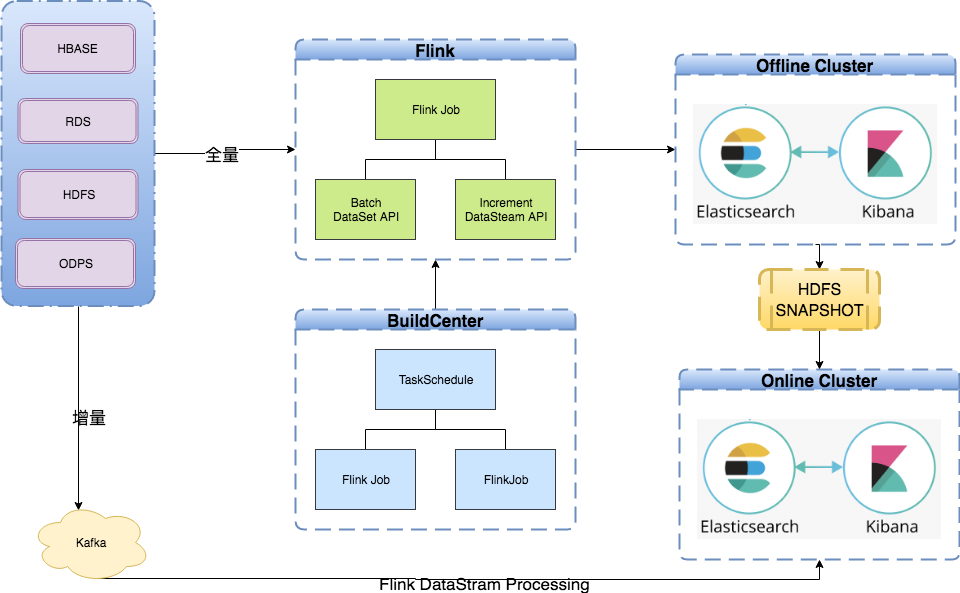 HBASE
RDS
HDFS
ODPS
全量
增量
Kafka
Flink
Flink Job
Batch
DataSet API
Increment
DataSteam API
BuildCenter
TaskSchedule
Flink Job
FlinkJob
Offline Cluster
Elasticsearch
Kibana
HDFS
SNAPSHOT
Online Cluster
Elasticsearch
Kibana
Flink DataStram Processing